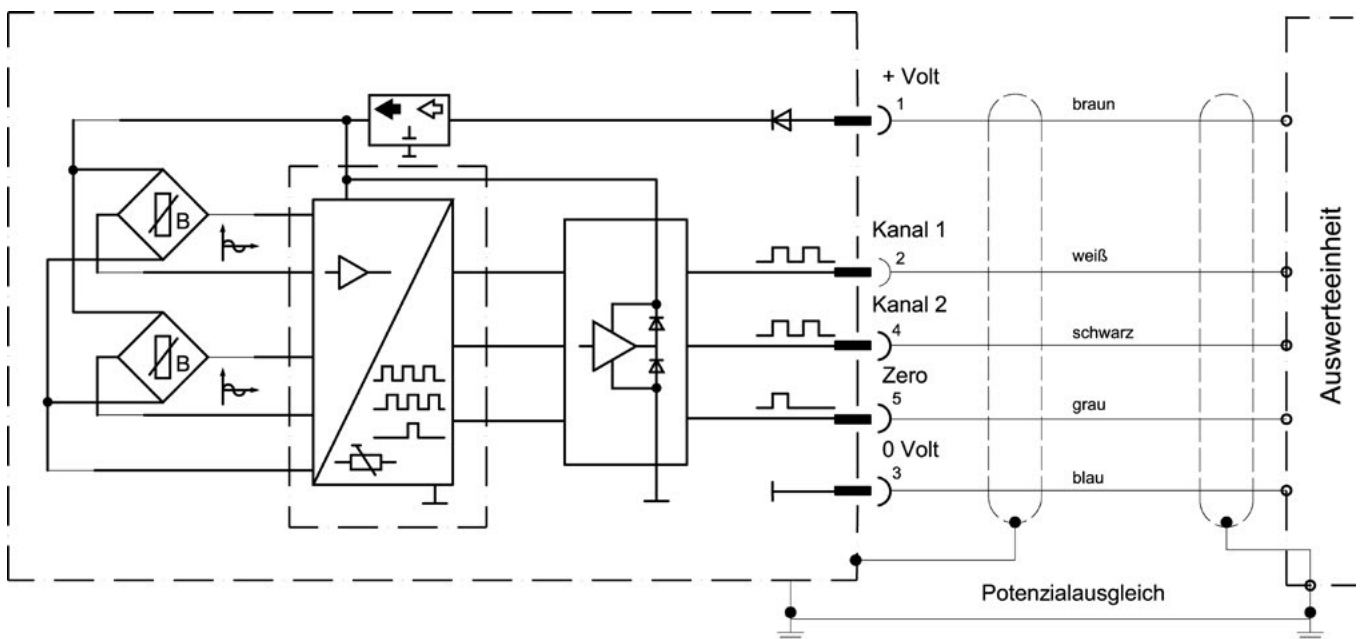 + Volt
1
braun
B
Kanal 1
2
weiß
Kanal 2
4
schwarz
B
Zero
5
grau
0 Volt
3
blau
Auswerteeinheit
Potenzialausgleich